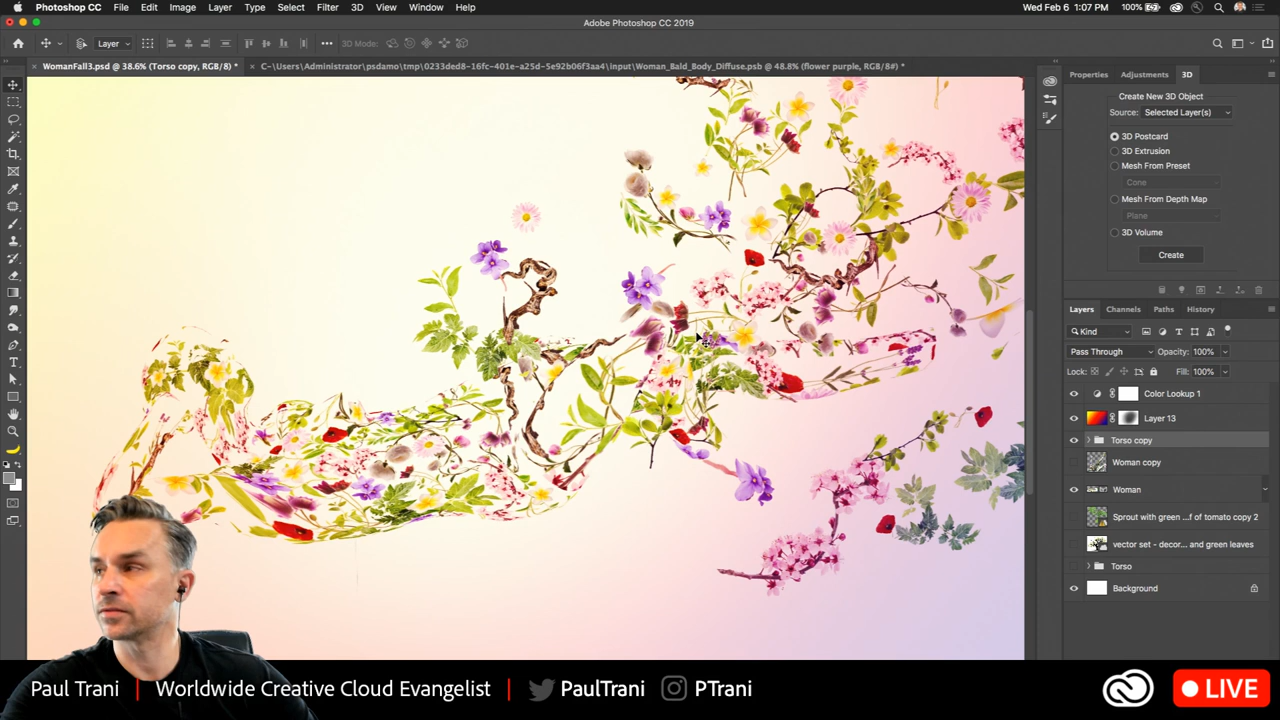 Photoshop CC File Edit Image Layer Type Select Filter 3D View Window Help 100% Wed Feb 6 1:07 PM
Adobe Photoshop CC 2019
Layer 3D Mode:
WomanFall3.psd @ 38.6% (Torso copy, RGB/8) *
C-\Users\Administrator\psdamo\tmp\0233ded8-16fc-401e-a25d-5e92b06f3aa4\input\Woman_Bald_Body_Diffuse.psb @ 48.8% (flower purple, RGB/8#) *
Properties Adjustments 3D
Create New 3D Object
Source: Selected Layer(s)
3D Postcard
3D Extrusion
Mesh From Preset
Cone
Mesh From Depth Map
Plane
3D Volume
Create
Layers Channels Paths History
Kind
Pass Through Opacity: 100%
Lock: Fill: 100%
Color Lookup 1
Layer 13
Torso copy
Woman copy
Woman
Sprout with green ...f of tomato copy 2
vector set - decor... and green leaves
Torso
Background
Paul Trani | Worldwide Creative Cloud Evangelist | PaulTrani PTrani LIVE